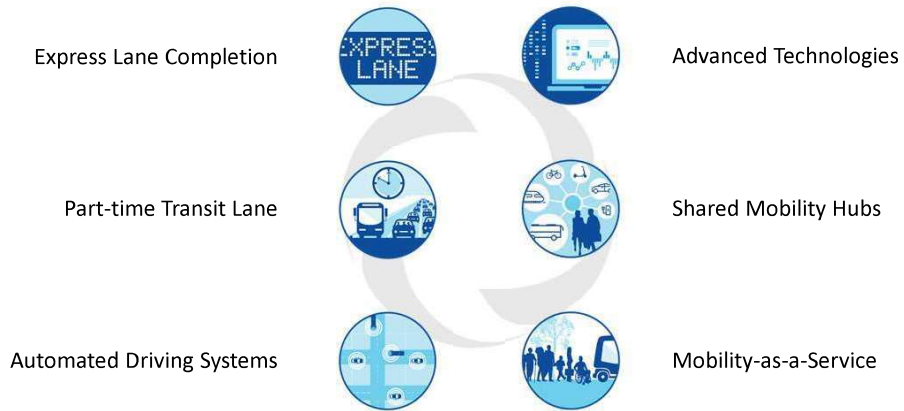 Express Lane Completion
EXPRESS
LANE
Advanced Technologies
Part-time Transit Lane
Shared Mobility Hubs
Automated Driving Systems
Mobility-as-a-Service